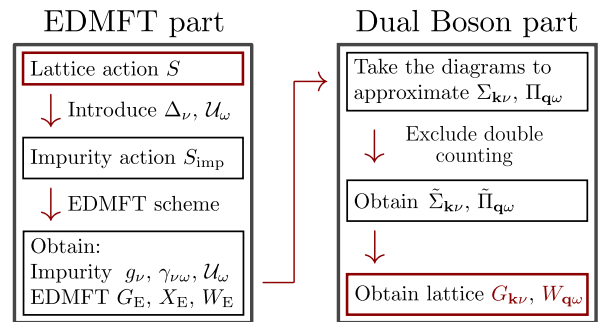 EDMFT part
Lattice action S
Introduce Δ_ν, 𝒰_ω
Impurity action S_imp
EDMFT scheme
Obtain:
Impurity g_ν, γ_νω, 𝒰_ω
EDMFT G_E, X_E, W_E
Dual Boson part
Take the diagrams to
approximate Σ_kν, Π_qω
Exclude double
counting
Obtain Σ̃_kν, Π̃_qω
Obtain lattice G_kν, W_qω